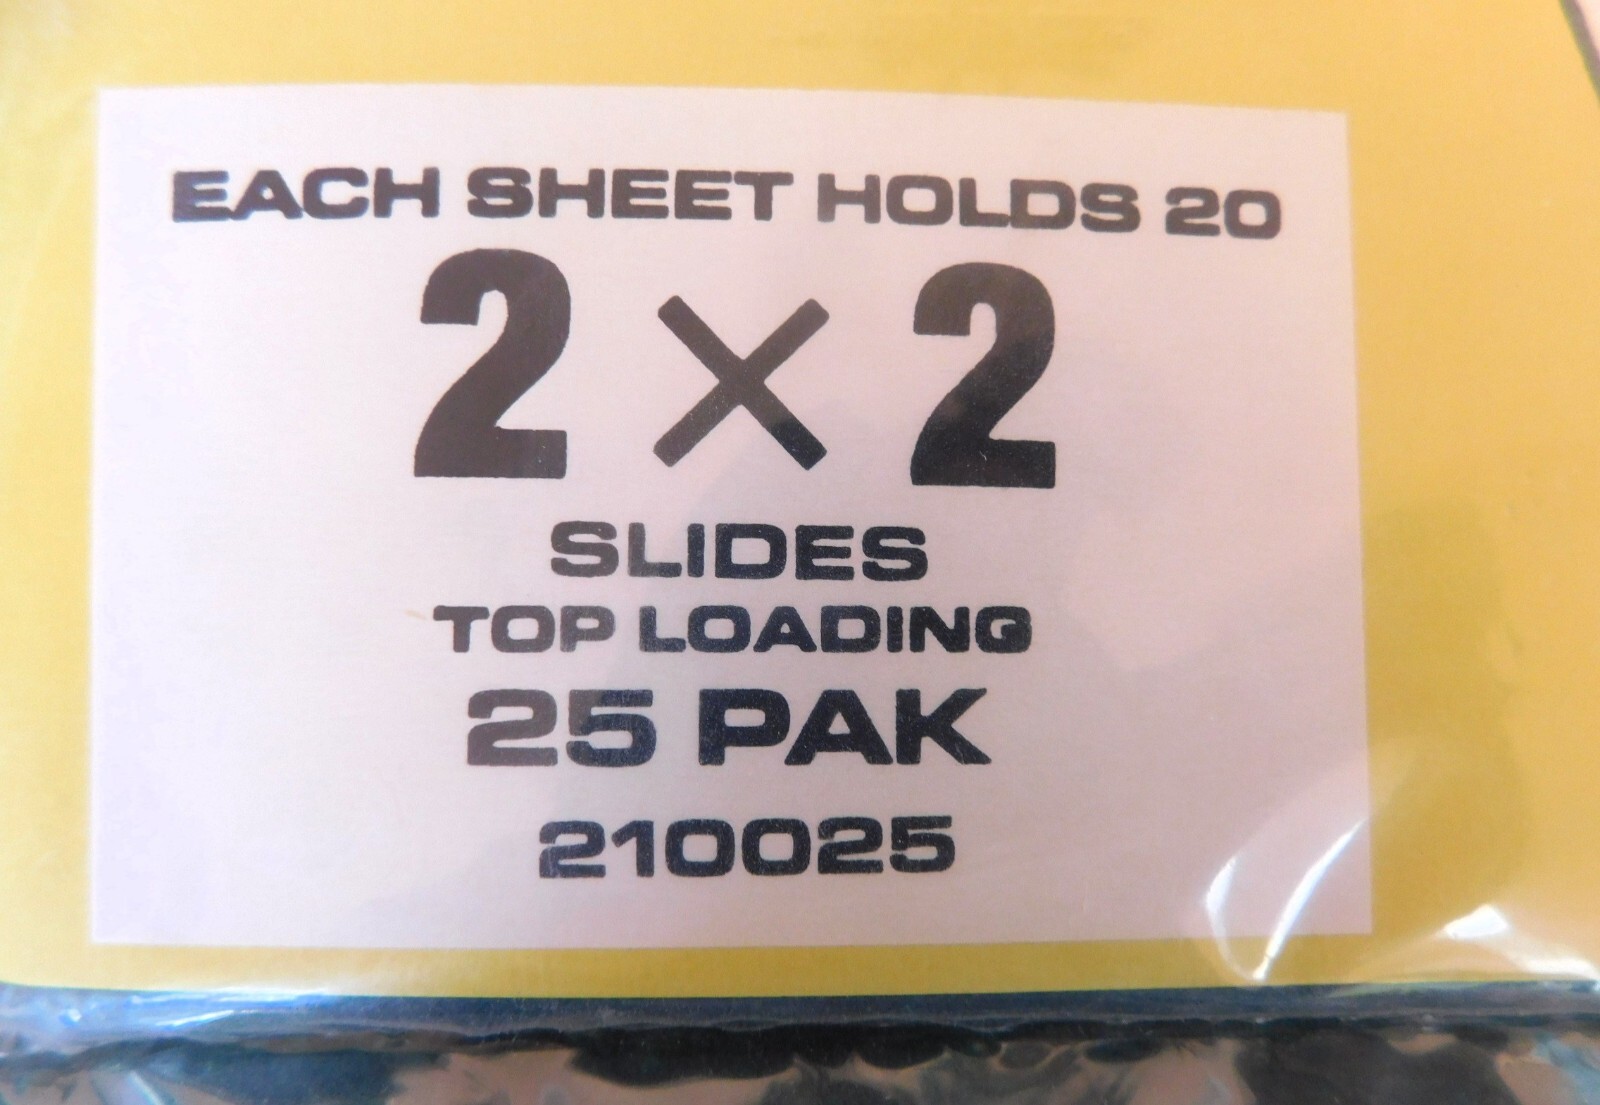 EACH SHEET HOLDS 20
2 × 2
SLIDES
TOP LOADING
25 PAK
210025